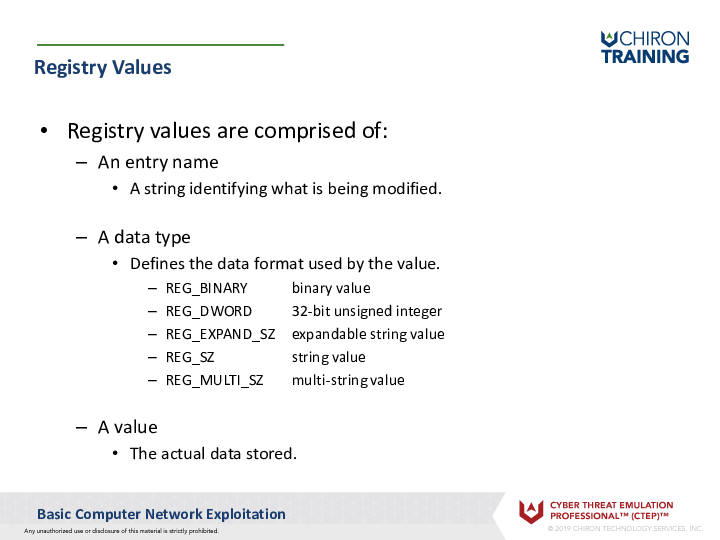 CHIRON
TRAINING
Registry Values
• Registry values are comprised of:
– An entry name
• A string identifying what is being modified.
– A data type
• Defines the data format used by the value.
– REG_BINARY binary value
– REG_DWORD 32-bit unsigned integer
– REG_EXPAND_SZ expandable string value
– REG_SZ string value
– REG_MULTI_SZ multi-string value
– A value
• The actual data stored.
Basic Computer Network Exploitation
Any unauthorized use or disclosure of this material is strictly prohibited.
CYBER THREAT EMULATION
PROFESSIONAL™ (CTEP)™
© 2019 CHIRON TECHNOLOGY SERVICES, INC.